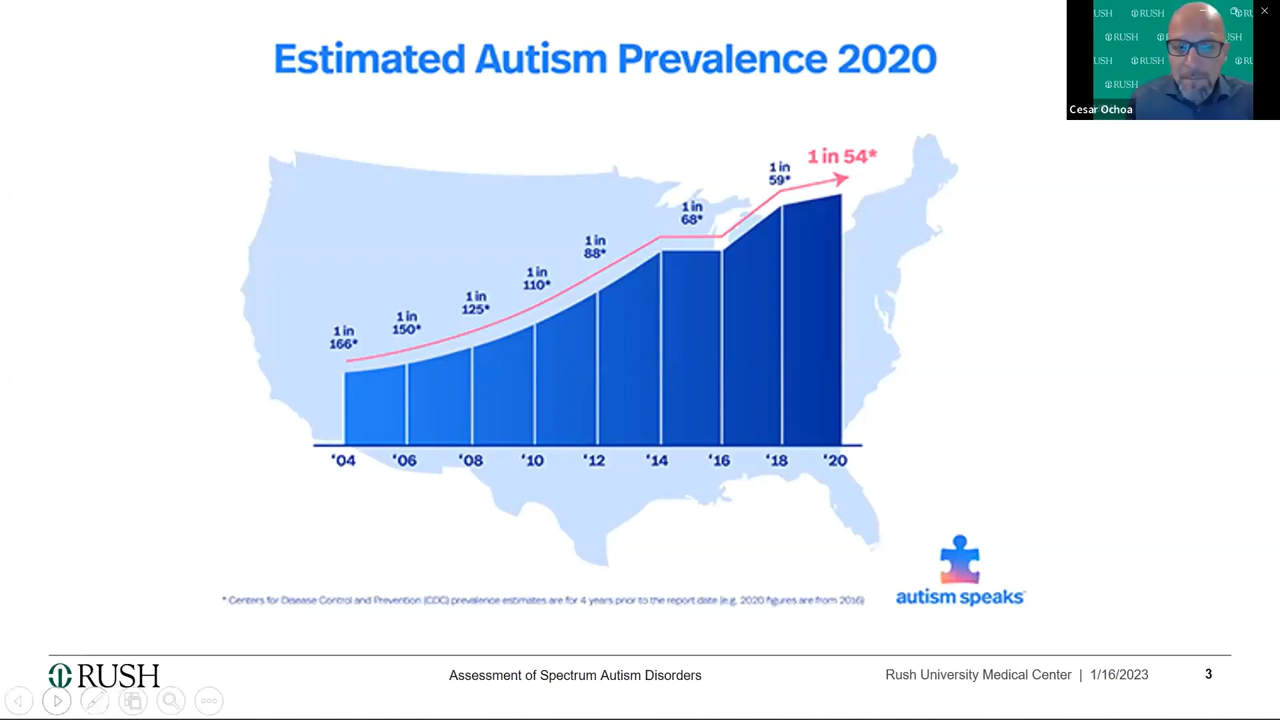 Estimated Autism Prevalence 2020
RUSH
RUSH
RUSH
RUSH
Cesar Ochoa
1 in 54*
1 in
59*
1 in
68*
1 in
88*
1 in
110*
1 in
125*
1 in
150*
1 in
166*
'04 '06 '08 '10 '12 '14 '16 '18 '20
* Centers for Disease Control and Prevention (CDC) prevalence estimates are for 4 years prior to the report date (e.g. 2020 figures are from 2016)
autism speaks
RUSH
Assessment of Spectrum Autism Disorders
Rush University Medical Center | 1/16/2023
3